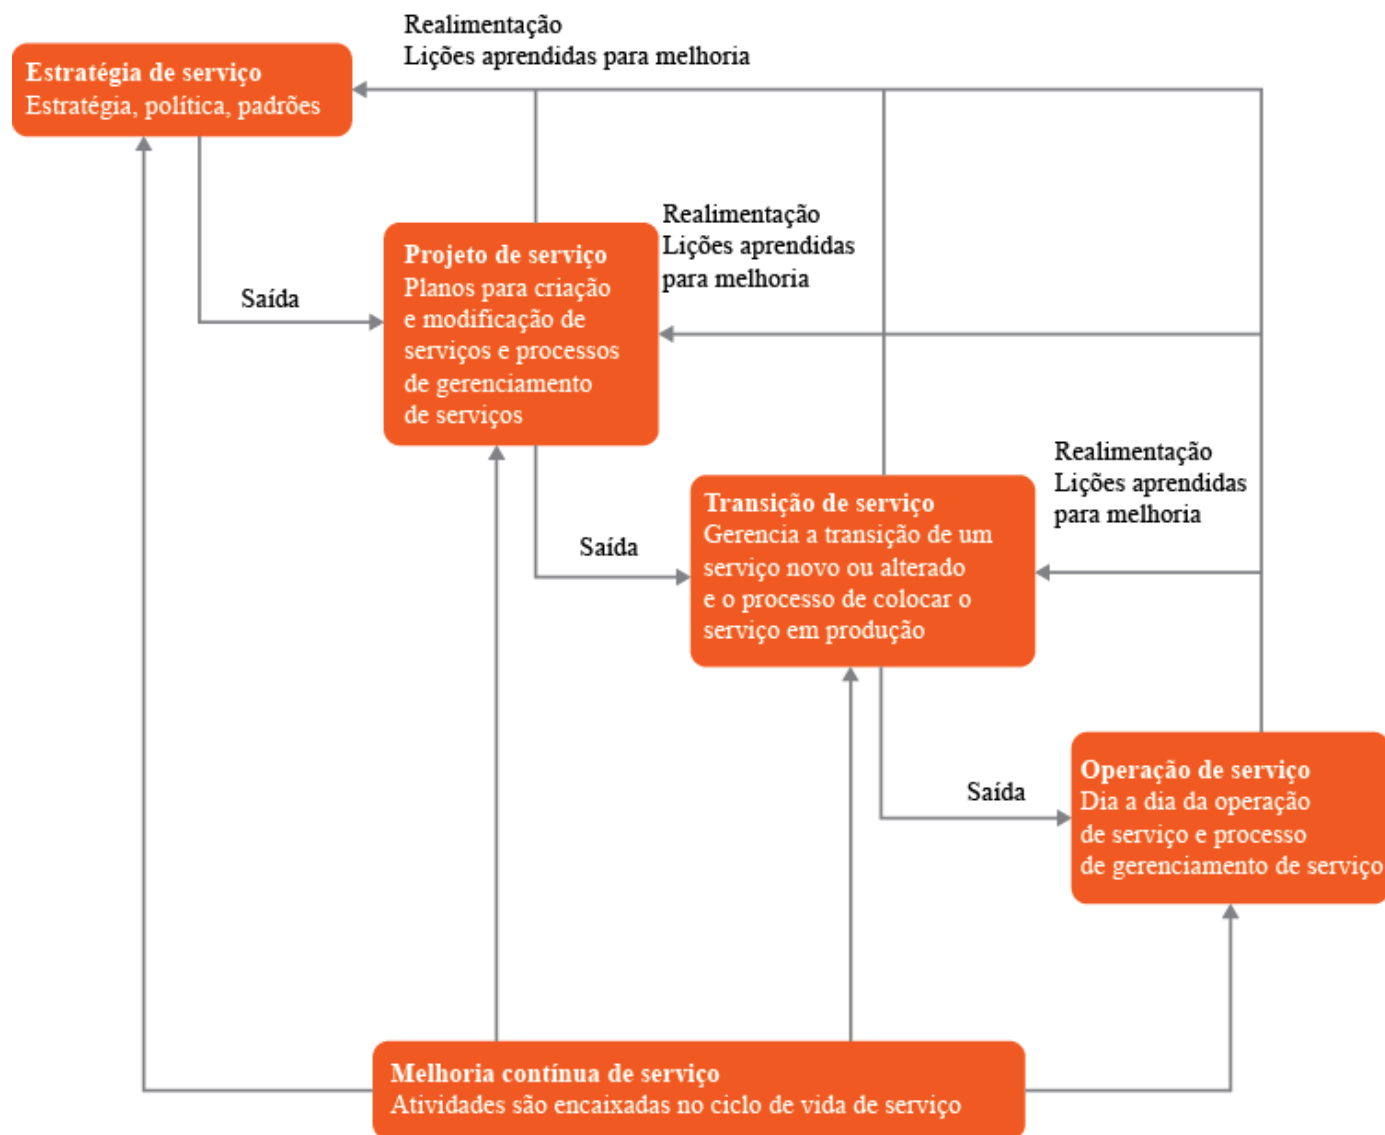 Realimentação
Lições aprendidas para melhoria
Estratégia de serviço
Estratégia, política, padrões
Realimentação
Lições aprendidas
para melhoria
Projeto de serviço
Planos para criação
e modificação de
serviços e processos
de gerenciamento
de serviços
Saída
Realimentação
Lições aprendidas
para melhoria
Transição de serviço
Gerencia a transição de um
serviço novo ou alterado
e o processo de colocar o
serviço em produção
Saída
Operação de serviço
Dia a dia da operação
de serviço e processo
de gerenciamento de serviço
Saída
Melhoria contínua de serviço
Atividades são encaixadas no ciclo de vida de serviço